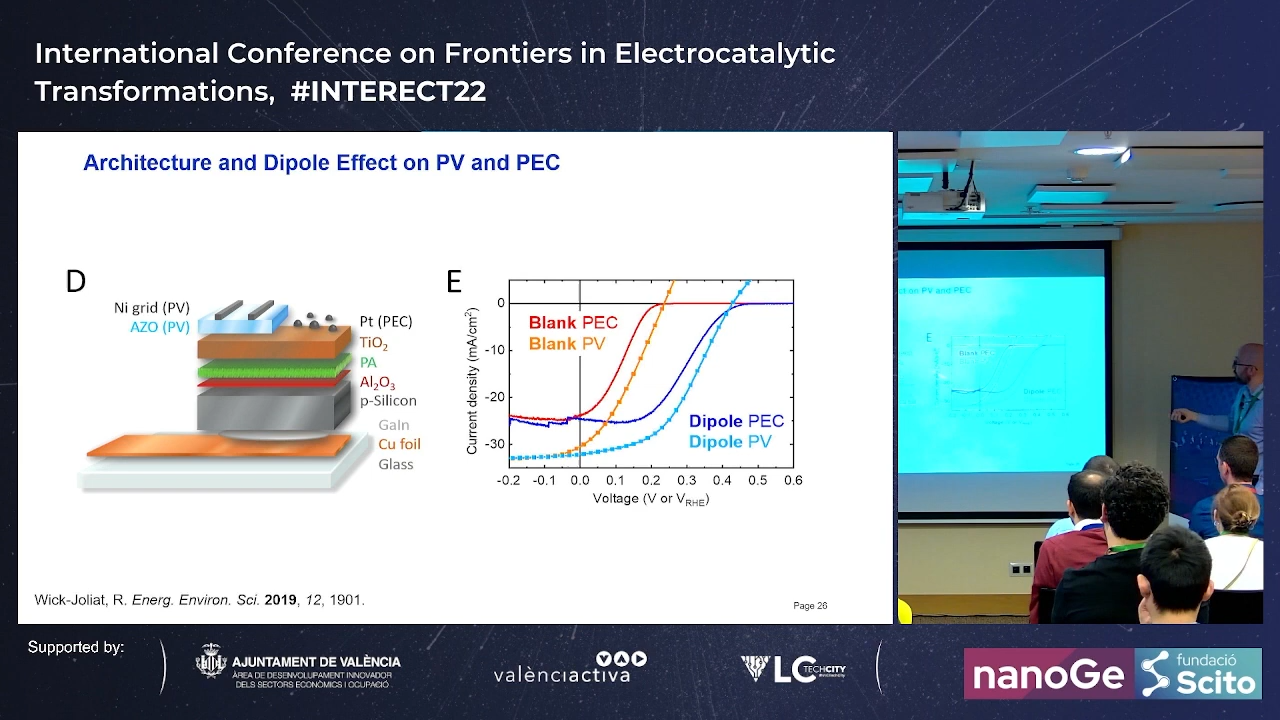 International Conference on Frontiers in Electrocatalytic
Transformations, #INTERECT22
Architecture and Dipole Effect on PV and PEC
D
Ni grid (PV)
AZO (PV)
Pt (PEC)
TiO2
PA
Al2O3
p-Silicon
GaIn
Cu foil
Glass
E
Current density (mA/cm²)
0
-10
-20
-30
Blank PEC
Blank PV
Dipole PEC
Dipole PV
-0.2 -0.1 0.0 0.1 0.2 0.3 0.4 0.5 0.6
Voltage (V or VRHE)
Wick-Joliat, R. Energ. Environ. Sci. 2019, 12, 1901.
Page 26
Supported by:
AJUNTAMENT DE VALÈNCIA
ÀREA DE DESENVOLUPAMENT INNOVADOR
DELS SECTORS ECONÒMICS I OCUPACIÓ
valènciactiva
LC TECHCITY
nanoGe
fundació
Scito